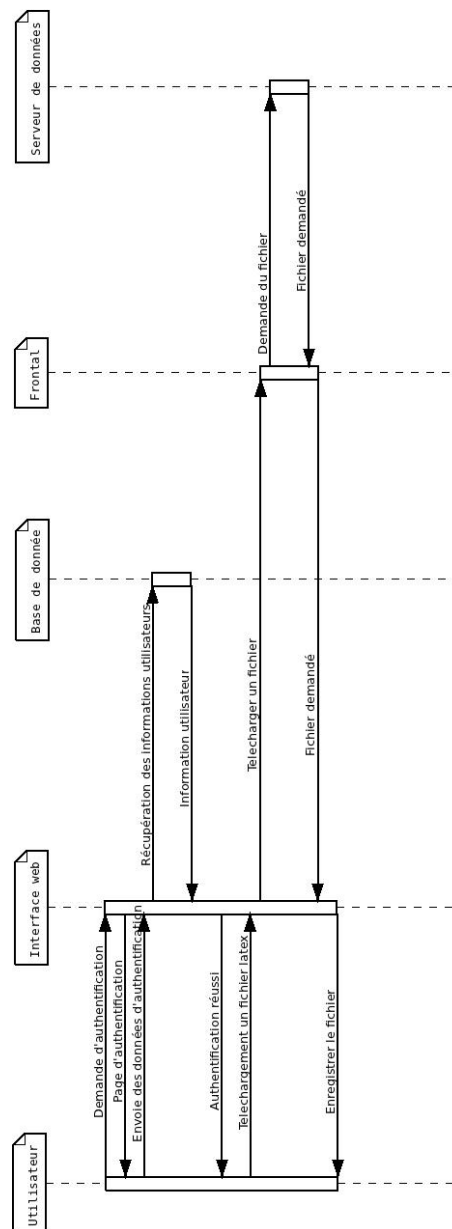 Utilisateur
Interface web
Base de donnée
Frontal
Serveur de données
Demande d'authentification
Page d'authentification
Envoie des données d'authentification
Récupération des informations utilisateurs
Information utilisateur
Authentification réussi
Telechargement un fichier latex
Telecharger un fichier
Demande du fichier
Fichier demandé
Fichier demandé
Enregistrer le fichier